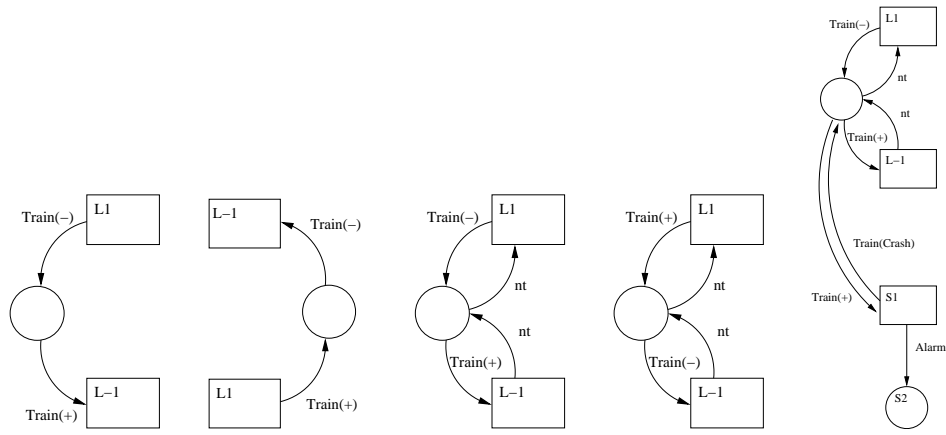 L1
Train(−)
L−1
Train(+)
L−1
Train(−)
L1
Train(+)
L1
Train(−)
nt
nt
Train(+)
L−1
L1
Train(+)
nt
nt
Train(−)
L−1
L1
Train(−)
nt
nt
Train(+)
L−1
Train(Crash)
S1
Train(+)
Alarm
S2